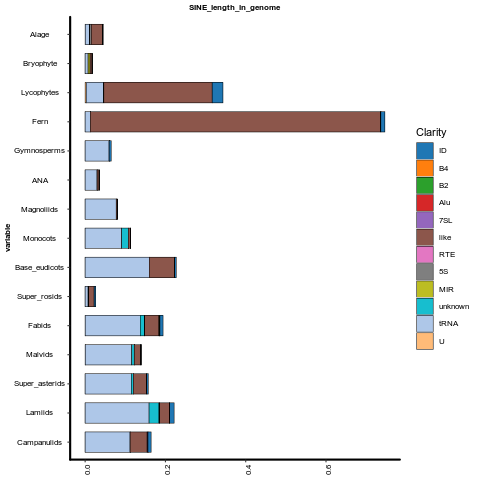 SINE_length_in_genome
Alage
Bryophyte
Lycophytes
Fern
Gymnosperms
ANA
Magnoliids
Monocots
Base_eudicots
Super_rosids
Fabids
Malvids
Super_asterids
Lamiids
Campanulids
variable
0.0
0.2
0.4
0.6
Clarity
ID
B4
B2
Alu
7SL
like
RTE
5S
MIR
unknown
tRNA
U